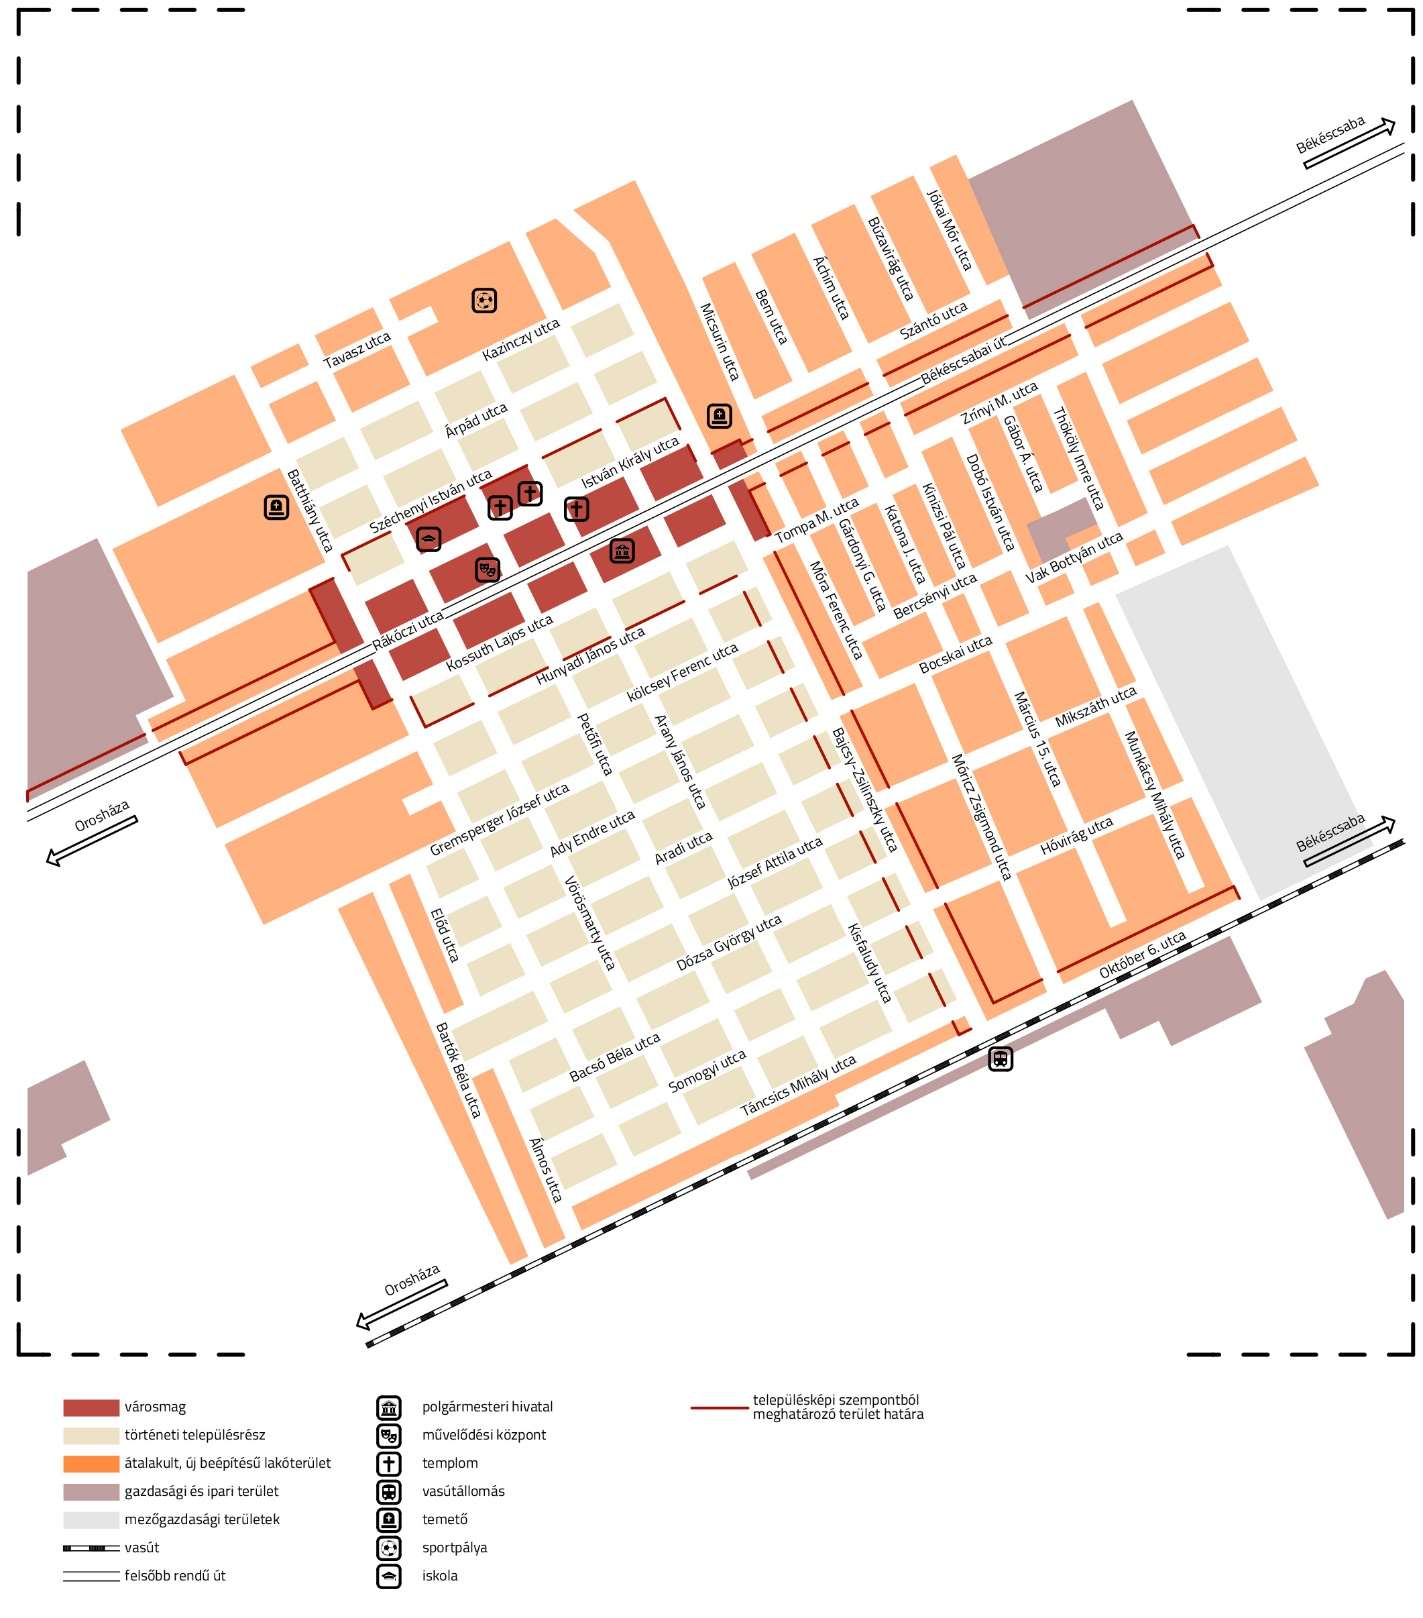 Békéscsaba
Jókai Mór utca
Búzavirág utca
Áchim utca
Bem utca
Micsurin utca
Szántó utca
Békéscsabai út
Tavasz utca
Kazinczy utca
Árpád utca
Zrínyi M. utca
Thököly Imre utca
Gábor Á. utca
Dobó István utca
Kinizsi Pál utca
Katona J. utca
Gárdonyi G. utca
Tompa M. utca
István Király utca
Széchenyi István utca
Batthiány utca
Rákóczi utca
Kossuth Lajos utca
Hunyadi János utca
kölcsey Ferenc utca
Móra Ferenc utca
Bercsényi utca
Vak Bottyán utca
Bocskai utca
Mikszáth utca
Március 15. utca
Munkácsy Mihály utca
Móricz Zsigmond utca
Bajcsy-Zsilinszky utca
Petőfi utca
Arany János utca
Gremsperger József utca
Ady Endre utca
Aradi utca
József Attila utca
Hóvirág utca
Orosháza
Békéscsaba
Előd utca
Vörösmarty utca
Dózsa György utca
Kisfaludy utca
Október 6. utca
Bartók Béla utca
Bacsó Béla utca
Somogyi utca
Táncsics Mihály utca
Álmos utca
Orosháza
városmag
történeti településrész
átalakult, új beépítésű lakóterület
gazdasági és ipari terület
mezőgazdasági területek
vasút
felsőbb rendű út
polgármesteri hivatal
művelődési központ
templom
vasútállomás
temető
sportpálya
iskola
településképi szempontból
meghatározó terület határa